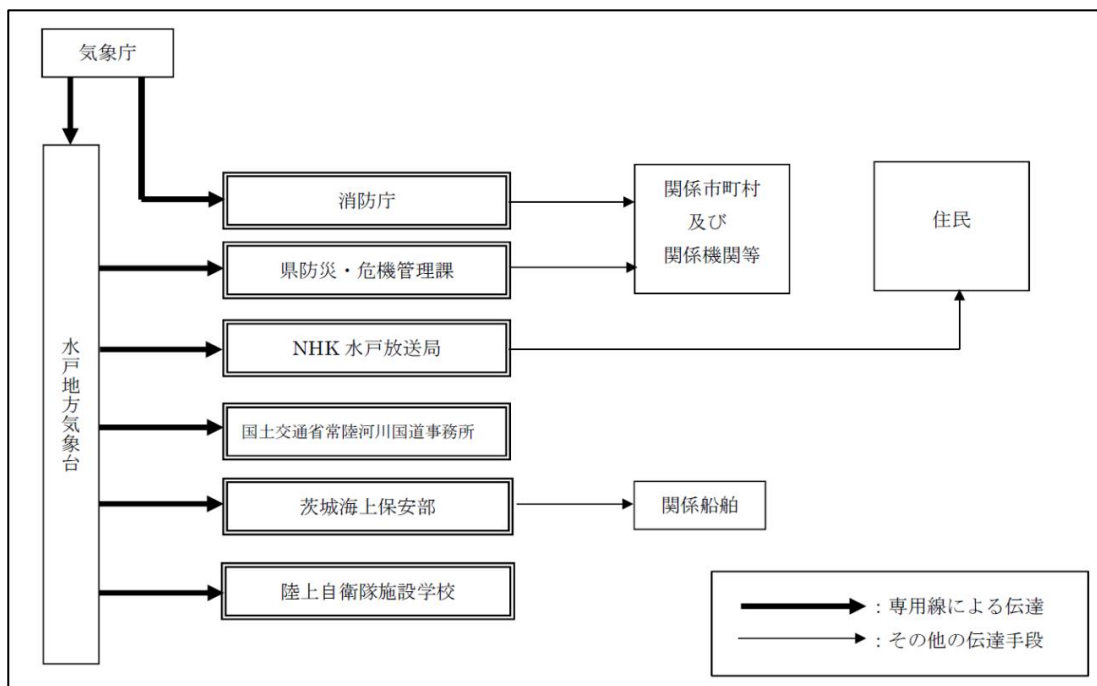 気象庁
水戸地方気象台
消防庁
県防災・危機管理課
NHK 水戸放送局
国土交通省常陸河川国道事務所
茨城海上保安部
陸上自衛隊施設学校
関係市町村
及び
関係機関等
住民
関係船舶
：専用線による伝達
：その他の伝達手段